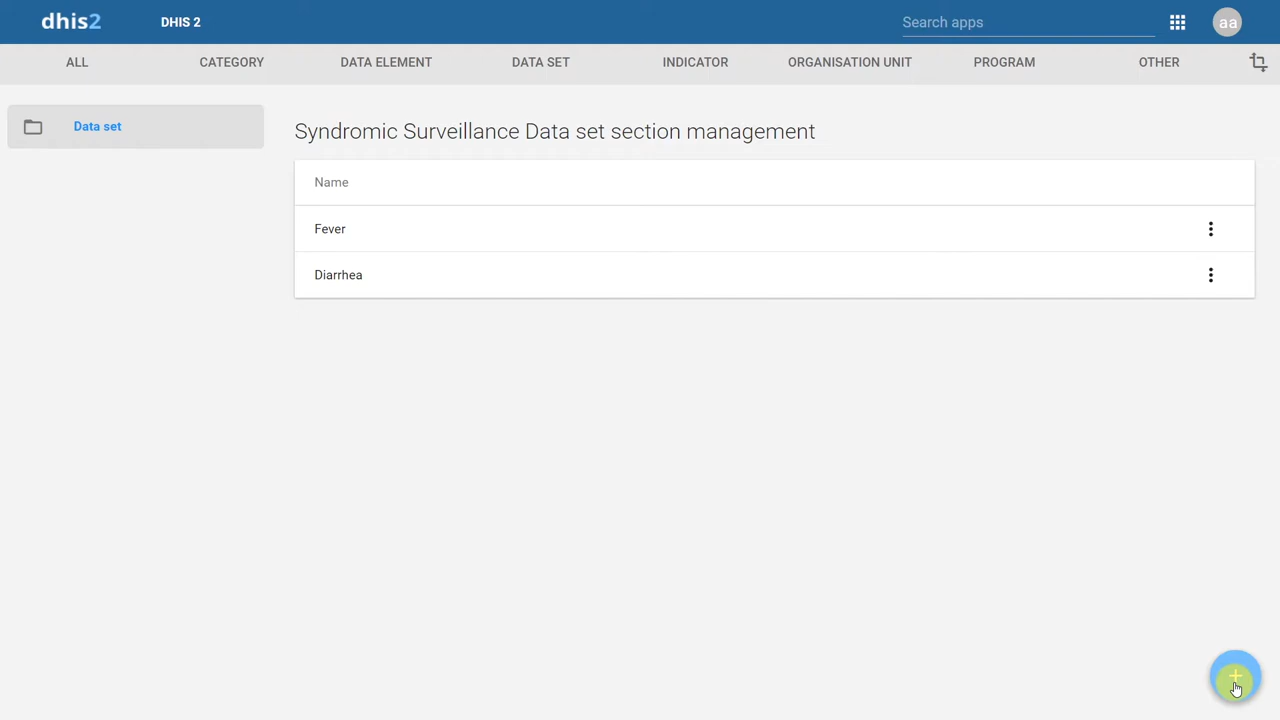 dhis2 DHIS 2 Search apps aa
ALL CATEGORY DATA ELEMENT DATA SET INDICATOR ORGANISATION UNIT PROGRAM OTHER
Data set
Syndromic Surveillance Data set section management
Name
Fever
Diarrhea